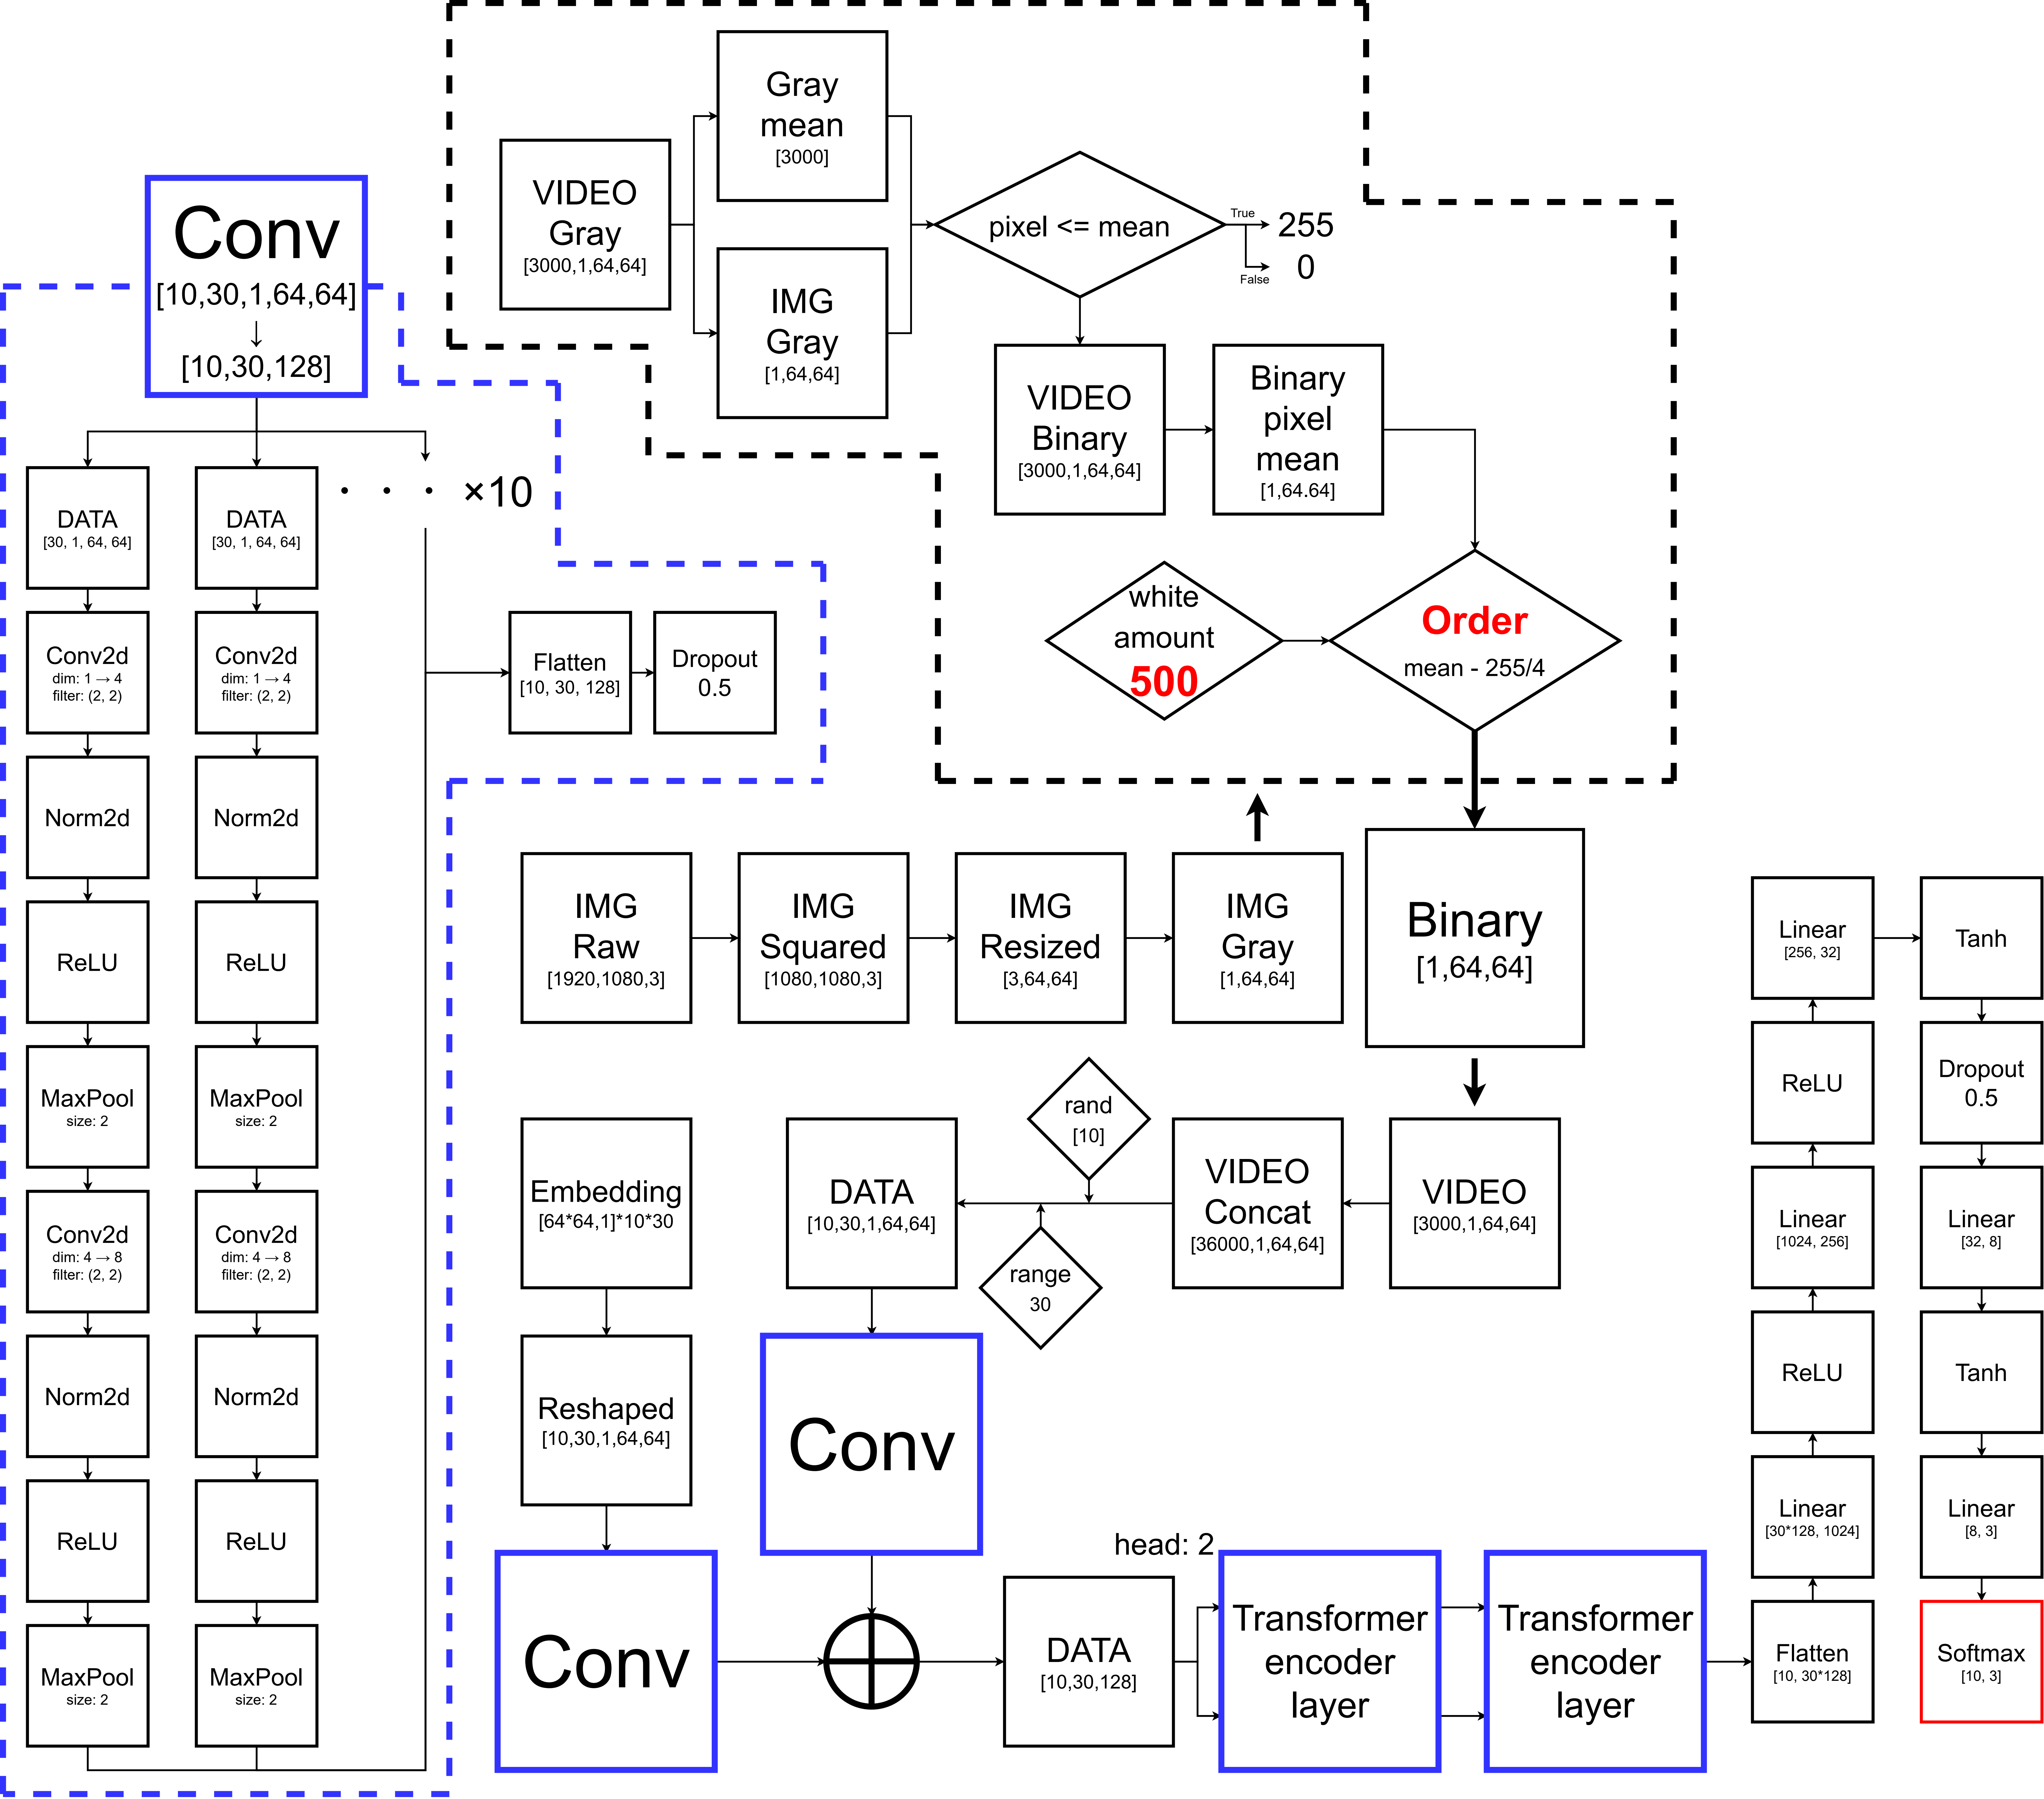 Conv
[10,30,1,64,64]
↓
[10,30,128]
DATA
[30, 1, 64, 64]
Conv2d
dim: 1 → 4
filter: (2, 2)
Norm2d
ReLU
MaxPool
size: 2
Conv2d
dim: 4 → 8
filter: (2, 2)
Norm2d
ReLU
MaxPool
size: 2
DATA
[30, 1, 64, 64]
Conv2d
dim: 1 → 4
filter: (2, 2)
Norm2d
ReLU
MaxPool
size: 2
Conv2d
dim: 4 → 8
filter: (2, 2)
Norm2d
ReLU
MaxPool
size: 2
· · · ×10
Flatten
[10, 30, 128]
Dropout
0.5
VIDEO
Gray
[3000,1,64,64]
Gray
mean
[3000]
IMG
Gray
[1,64,64]
pixel <= mean
True
255
False
0
VIDEO
Binary
[3000,1,64,64]
Binary
pixel
mean
[1,64.64]
white
amount
500
Order
mean - 255/4
IMG
Raw
[1920,1080,3]
IMG
Squared
[1080,1080,3]
IMG
Resized
[3,64,64]
IMG
Gray
[1,64,64]
Binary
[1,64,64]
VIDEO
[3000,1,64,64]
VIDEO
Concat
[36000,1,64,64]
rand
[10]
range
30
DATA
[10,30,1,64,64]
Conv
Embedding
[64*64,1]*10*30
Reshaped
[10,30,1,64,64]
Conv
DATA
[10,30,128]
head: 2
Transformer
encoder
layer
Transformer
encoder
layer
Flatten
[10, 30*128]
Linear
[30*128, 1024]
ReLU
Linear
[1024, 256]
ReLU
Linear
[256, 32]
Tanh
Dropout
0.5
Linear
[32, 8]
Tanh
Linear
[8, 3]
Softmax
[10, 3]